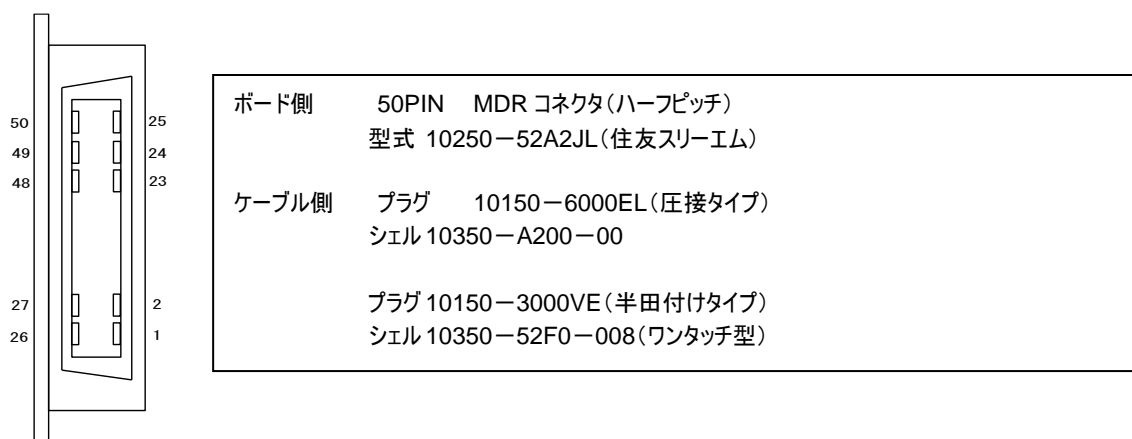 50
49
48
27
26
25
24
23
2
1
ボード側 50PIN MDRコネクタ(ハーフピッチ)
型式 10250-52A2JL(住友スリーエム)
ケーブル側 プラグ 10150-6000EL(圧接タイプ)
シェル 10350-A200-00
プラグ 10150-3000VE(半田付けタイプ)
シェル 10350-52F0-008(ワンタッチ型)